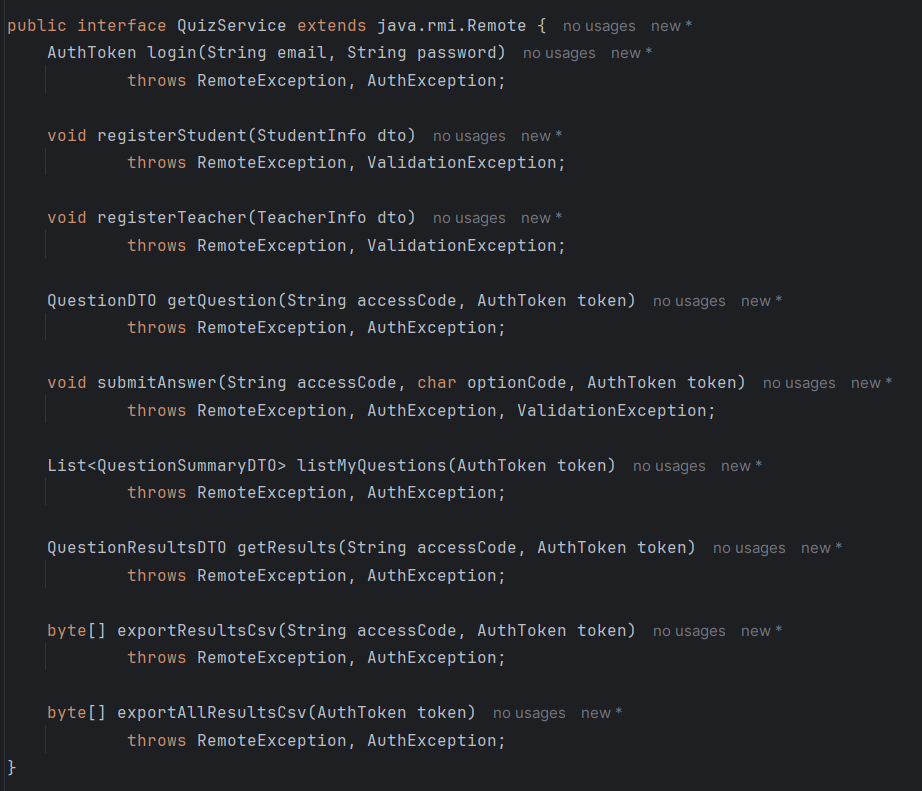 public interface QuizService extends java.rmi.Remote { no usages new *
AuthToken login(String email, String password) no usages new *
throws RemoteException, AuthException;
void registerStudent(StudentInfo dto) no usages new *
throws RemoteException, ValidationException;
void registerTeacher(TeacherInfo dto) no usages new *
throws RemoteException, ValidationException;
QuestionDTO getQuestion(String accessCode, AuthToken token) no usages new *
throws RemoteException, AuthException;
void submitAnswer(String accessCode, char optionCode, AuthToken token) no usages new *
throws RemoteException, AuthException, ValidationException;
List<QuestionSummaryDTO> listMyQuestions(AuthToken token) no usages new *
throws RemoteException, AuthException;
QuestionResultsDTO getResults(String accessCode, AuthToken token) no usages new *
throws RemoteException, AuthException;
byte[] exportResultsCsv(String accessCode, AuthToken token) no usages new *
throws RemoteException, AuthException;
byte[] exportAllResultsCsv(AuthToken token) no usages new *
throws RemoteException, AuthException;
}